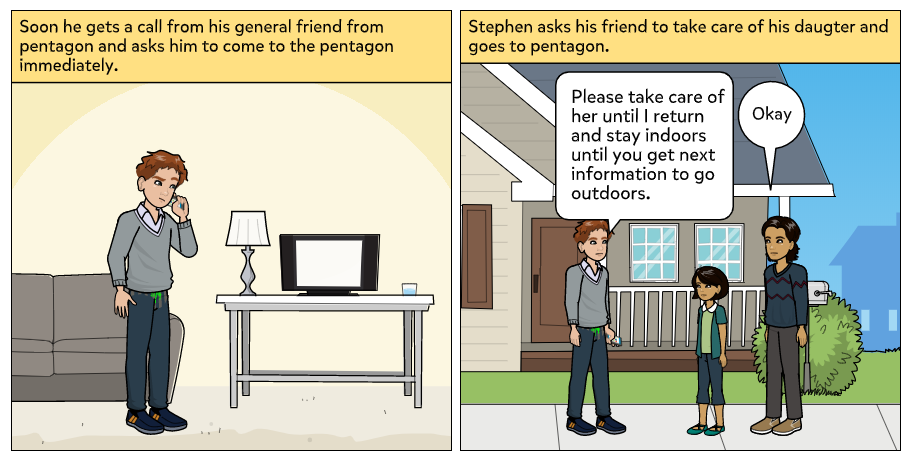 Soon he gets a call from his general friend from
pentagon and asks him to come to the pentagon
immediately.
Stephen asks his friend to take care of his daugter and
goes to pentagon.
Please take care of
her until I return
and stay indoors
until you get next
information to go
outdoors.
Okay